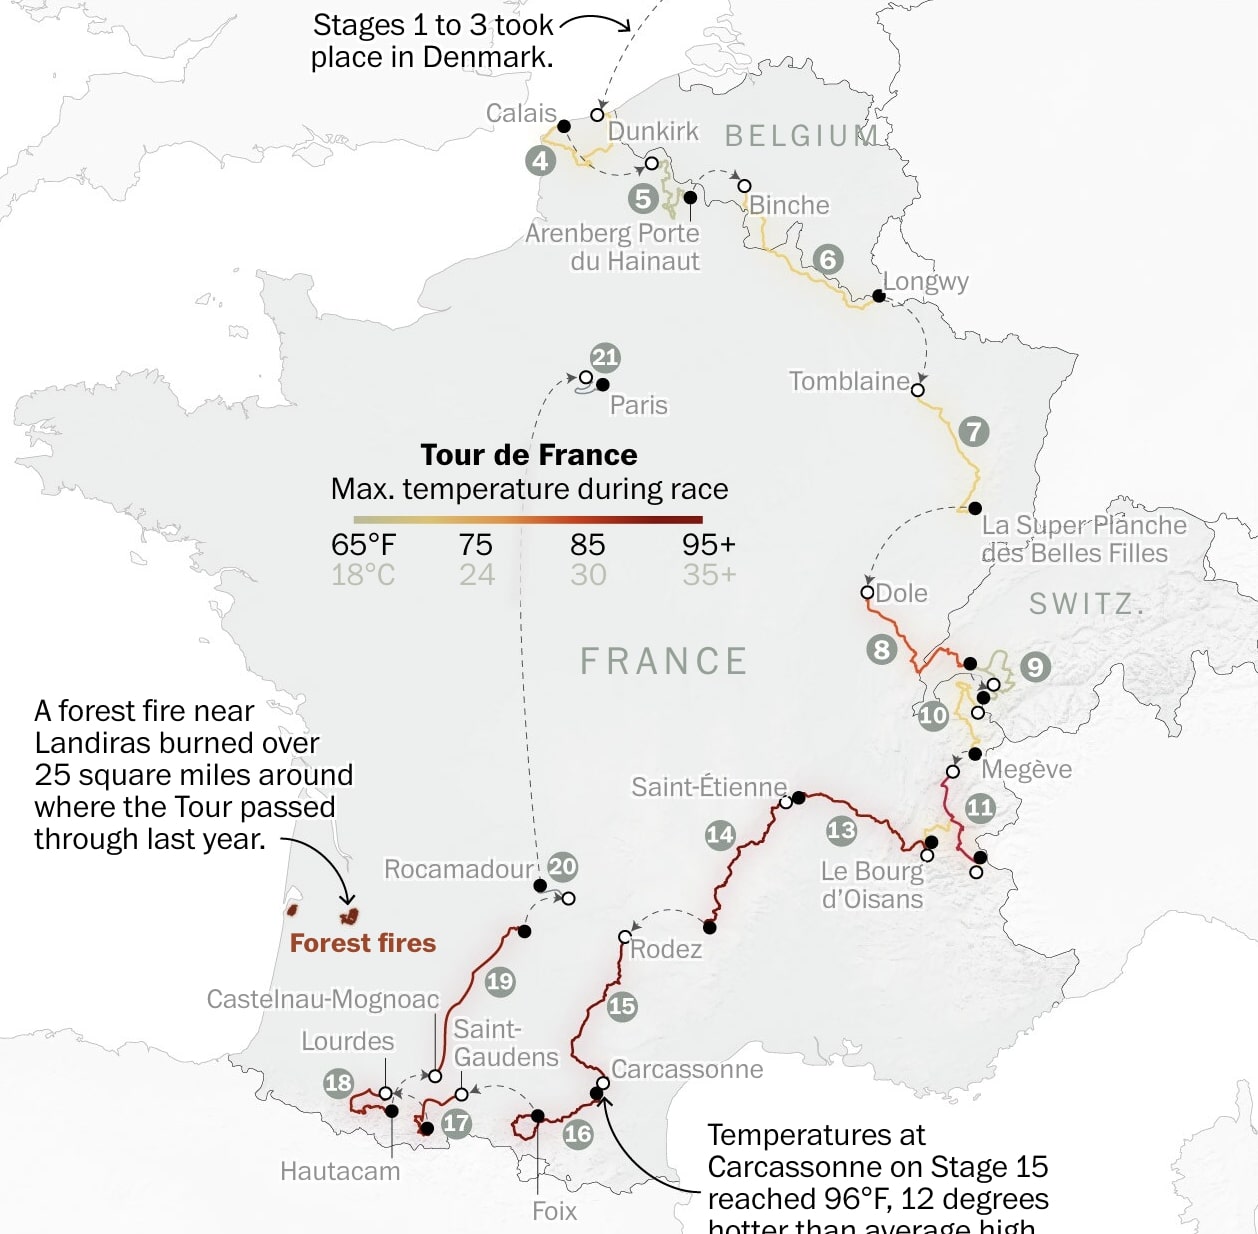 Stages 1 to 3 took
place in Denmark.
Calais
Dunkirk
BELGIUM
4
5
Binche
Arenberg Porte
du Hainaut
6
Longwy
21
Paris
Tomblaine
7
Tour de France
Max. temperature during race
65°F 75 85 95+
18°C 24 30 35+
La Super Planche
des Belles Filles
Dole
SWITZ.
8
FRANCE
9
10
A forest fire near
Landiras burned over
25 square miles around
where the Tour passed
through last year.
Megève
Saint-Étienne
11
14
13
Le Bourg
d'Oisans
Rocamadour
20
Forest fires
Rodez
19
Castelnau-Mognoac
15
Lourdes
Saint-
Gaudens
Carcassonne
18
17
16
Hautacam
Foix
Temperatures at
Carcassonne on Stage 15
reached 96°F, 12 degrees
hotter than average high